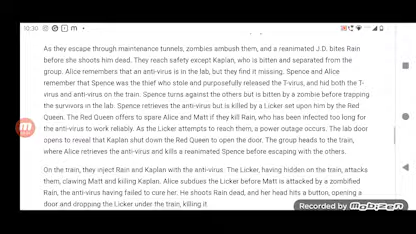 10:30
As they escape through maintenance tunnels, zombies ambush them, and a reanimated J.D. bites Rain
before she shoots him dead. They reach safety except Kaplan, who is bitten and separated from the
group. Alice remembers that an anti-virus is in the lab, but they find it missing. Spence and Alice
remember that Spence was the thief who stole and purposefully released the T-virus, and hid both the T-
virus and anti-virus on the train. Spence turns against the others but is bitten by a zombie before trapping
the survivors in the lab. Spence retrieves the anti-virus but is killed by a Licker set upon him by the Red
Queen. The Red Queen offers to spare Alice and Matt if they kill Rain, who has been infected too long for
the anti-virus to work reliably. As the Licker attempts to reach them, a power outage occurs. The lab door
opens to reveal that Kaplan shut down the Red Queen to open the door. The group heads to the train,
where Alice retrieves the anti-virus and kills a reanimated Spence before escaping with the others.
On the train, they inject Rain and Kaplan with the anti-virus The Licker, having hidden on the train, attacks
them, clawing Matt and killing Kaplan. Alice subdues the Licker before Matt is attacked by a zombified
Rain, the anti-virus having failed to cure her. He shoots Rain dead, and her head hits a button, opening a
door and dropping the Licker under the train, killing it.
Recorded by mobizen